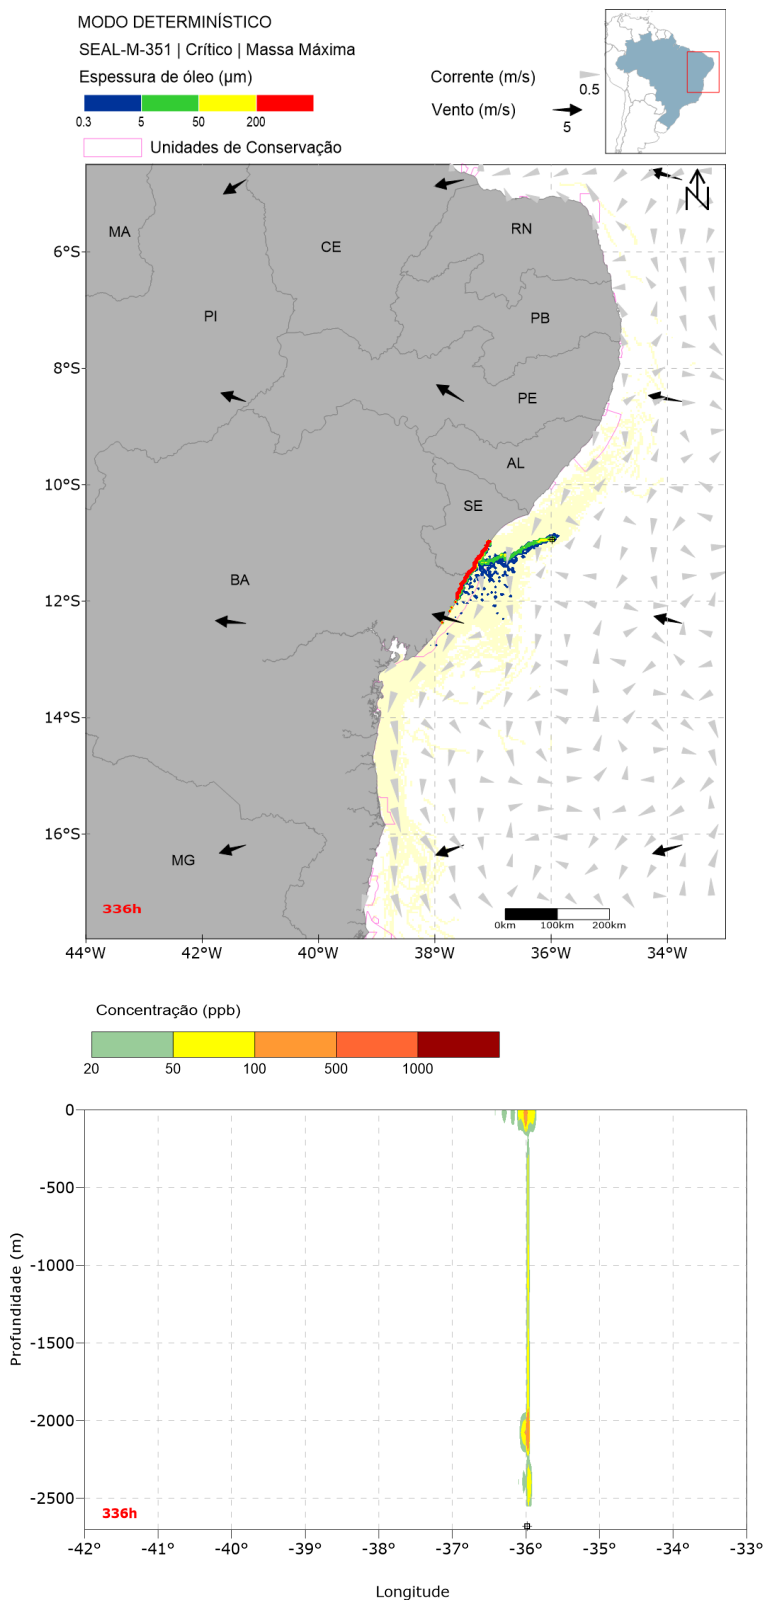 MODO DETERMINÍSTICO
SEAL-M-351 | Crítico | Massa Máxima
Espessura de óleo (µm)
0.3 5 50 200
Unidades de Conservação
Corrente (m/s)
0.5
Vento (m/s)
5
N
MA
CE
RN
6°S
PI
PB
8°S
PE
AL
10°S
SE
BA
12°S
14°S
16°S
MG
336h
0km 100km 200km
44°W 42°W 40°W 38°W 36°W 34°W
Concentração (ppb)
20 50 100 500 1000
0
-500
-1000
-1500
-2000
-2500
Profundidade (m)
336h
-42° -41° -40° -39° -38° -37° -36° -35° -34° -33°
Longitude